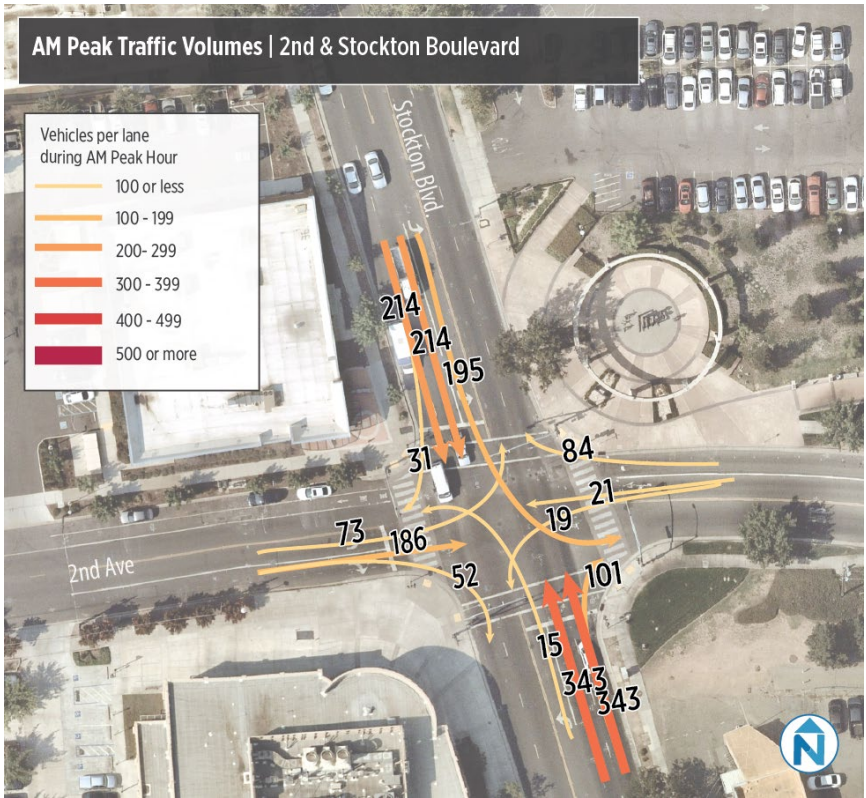 AM Peak Traffic Volumes | 2nd & Stockton Boulevard
Vehicles per lane
during AM Peak Hour
100 or less
100 - 199
200- 299
300 - 399
400 - 499
500 or more
Stockton Blvd.
214
214
195
31
84
21
19
73
186
52
2nd Ave
101
15
343
343
N